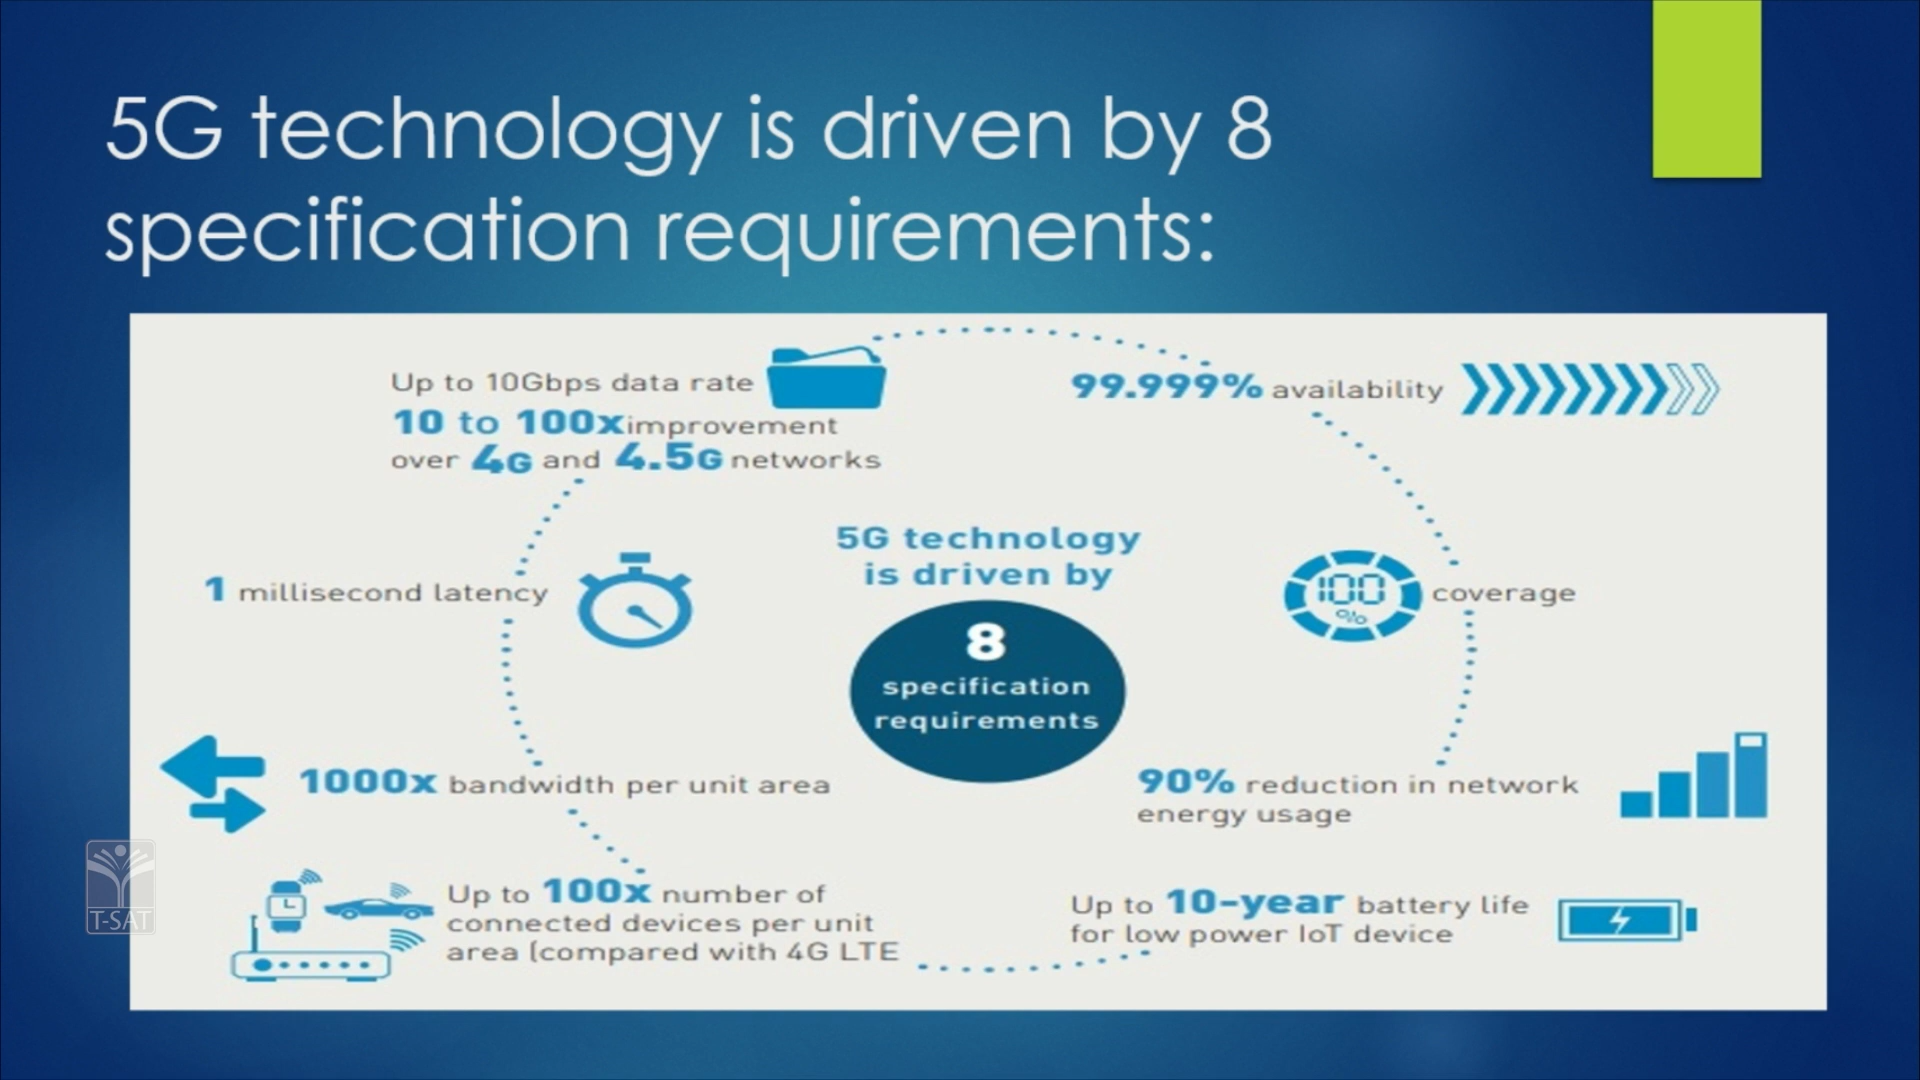 5G technology is driven by 8
specification requirements:
Up to 10Gbps data rate
10 to 100x improvement
over 4G and 4.5G networks
99.999% availability
5G technology
is driven by
8
specification
requirements
1 millisecond latency
100
%
coverage
1000x bandwidth per unit area
90% reduction in network
energy usage
Up to 100x number of
connected devices per unit
area (compared with 4G LTE
Up to 10-year battery life
for low power IoT device
T-SAT